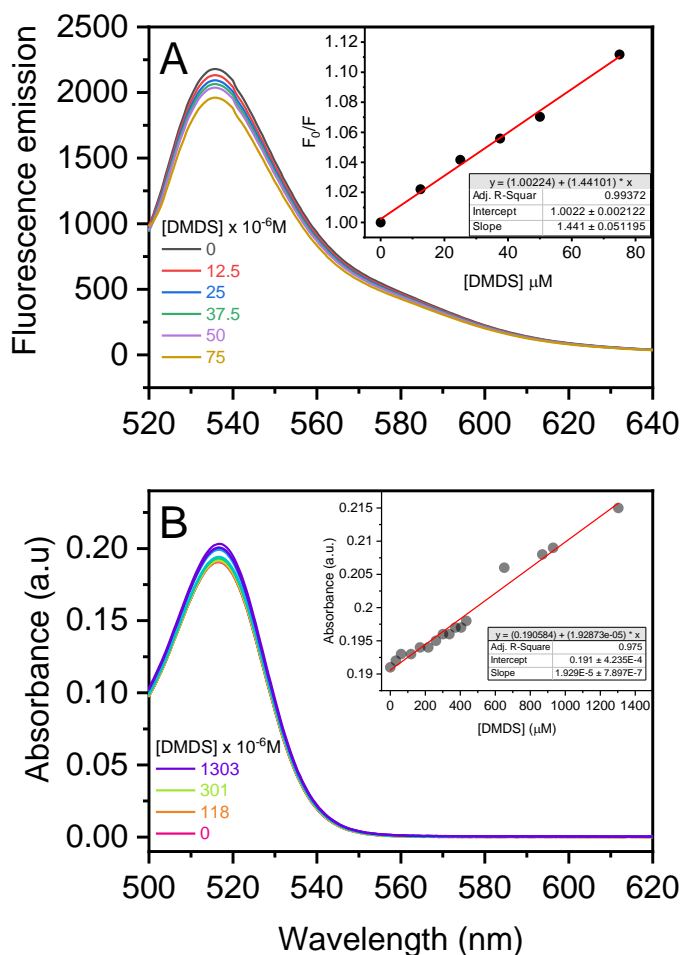 A
Fluorescence emission
2500
2000
1500
1000
500
0
[DMDS] x 10⁻⁶M
0
12.5
25
37.5
50
75
520 540 560 580 600 620 640
F₀/F
1.12
1.10
1.08
1.06
1.04
1.02
1.00
y = (1.00224) + (1.44101) * x
Adj. R-Squar 0.99372
Intercept 1.0022 ± 0.002122
Slope 1.441 ± 0.051195
0 20 40 60 80
[DMDS] μM
B
Absorbance (a.u)
0.20
0.15
0.10
0.05
0.00
[DMDS] x 10⁻⁶M
1303
301
118
0
500 520 540 560 580 600 620
Wavelength (nm)
Absorbance (a.u.)
0.215
0.21
0.205
0.2
0.195
0.19
y = (0.190584) + (1.92873e-05) * x
Adj. R-Square 0.975
Intercept 0.191 ± 4.235E-4
Slope 1.929E-5 ± 7.897E-7
0 200 400 600 800 1000 1200 1400
[DMDS] (μM)